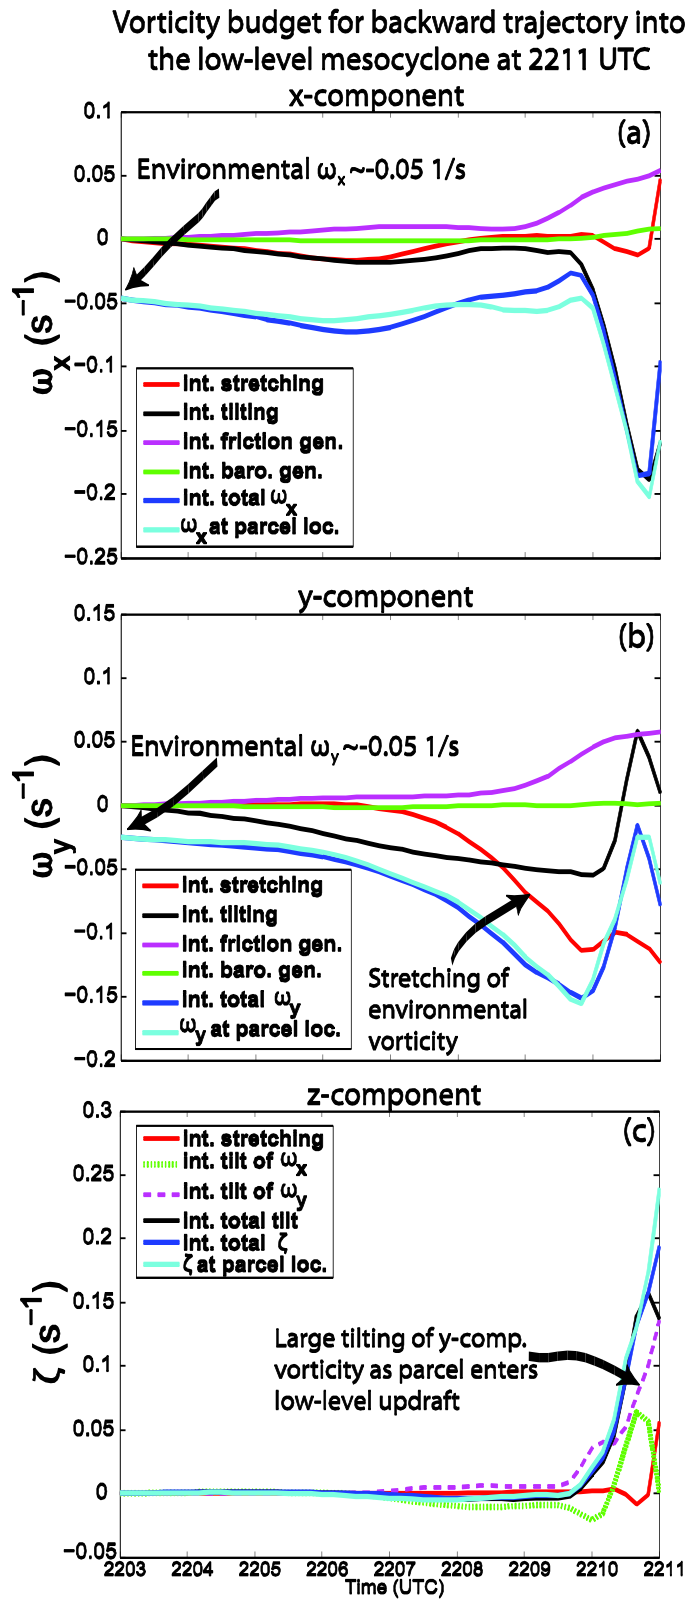 Vorticity budget for backward trajectory into
the low-level mesocyclone at 2211 UTC
x-component
(a)
Environmental ωx ~-0.05 1/s
0.1
0.05
0
−0.05
−0.1
−0.15
−0.2
−0.25
ωx (s−1)
Int. stretching
Int. tilting
Int. friction gen.
Int. baro. gen.
Int. total ωx
ωx at parcel loc.
y-component
(b)
Environmental ωy ~-0.05 1/s
0.15
0.1
0.05
0
−0.05
−0.1
−0.15
−0.2
ωy (s−1)
Int. stretching
Int. tilting
Int. friction gen.
Int. baro. gen.
Int. total ωy
ωy at parcel loc.
Stretching of
environmental
vorticity
z-component
(c)
0.3
0.25
0.2
0.15
0.1
0.05
0
−0.05
ζ (s−1)
Int. stretching
Int. tilt of ωx
Int. tilt of ωy
Int. total tilt
Int. total ζ
ζ at parcel loc.
Large tilting of y-comp.
vorticity as parcel enters
low-level updraft
2203 2204 2205 2206 2207 2208 2209 2210 2211
Time (UTC)